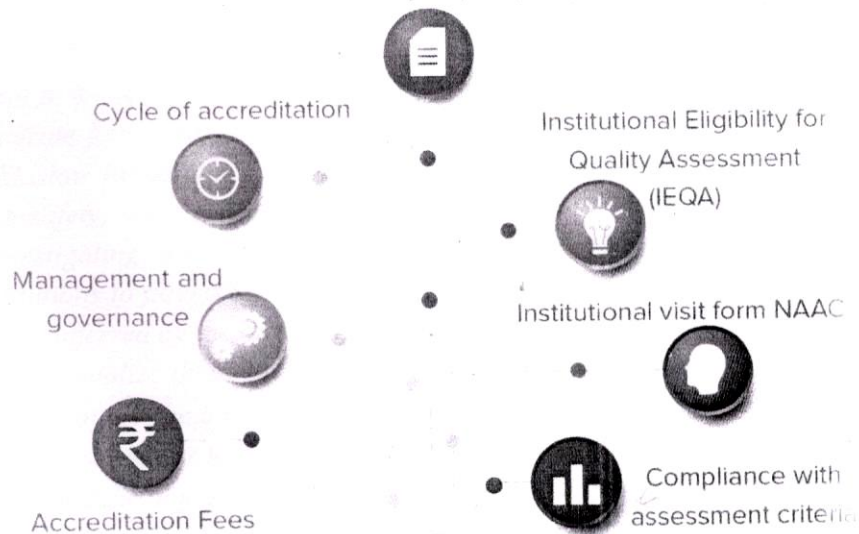 Cycle of accreditation
Institutional Eligibility for
Quality Assessment
(IEQA)
Management and
governance
Institutional visit form NAAC
₹
Accreditation Fees
Compliance with
assessment criteria